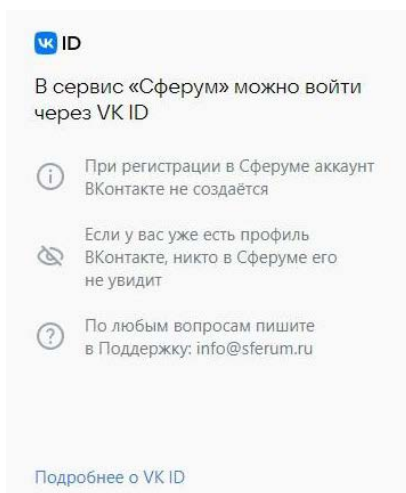 VK ID
В сервис «Сферум» можно войти
через VK ID
При регистрации в Сферуме аккаунт
ВКонтакте не создаётся
Если у вас уже есть профиль
ВКонтакте, никто в Сферуме его
не увидит
По любым вопросам пишите
в Поддержку: info@sferum.ru
Подробнее о VK ID